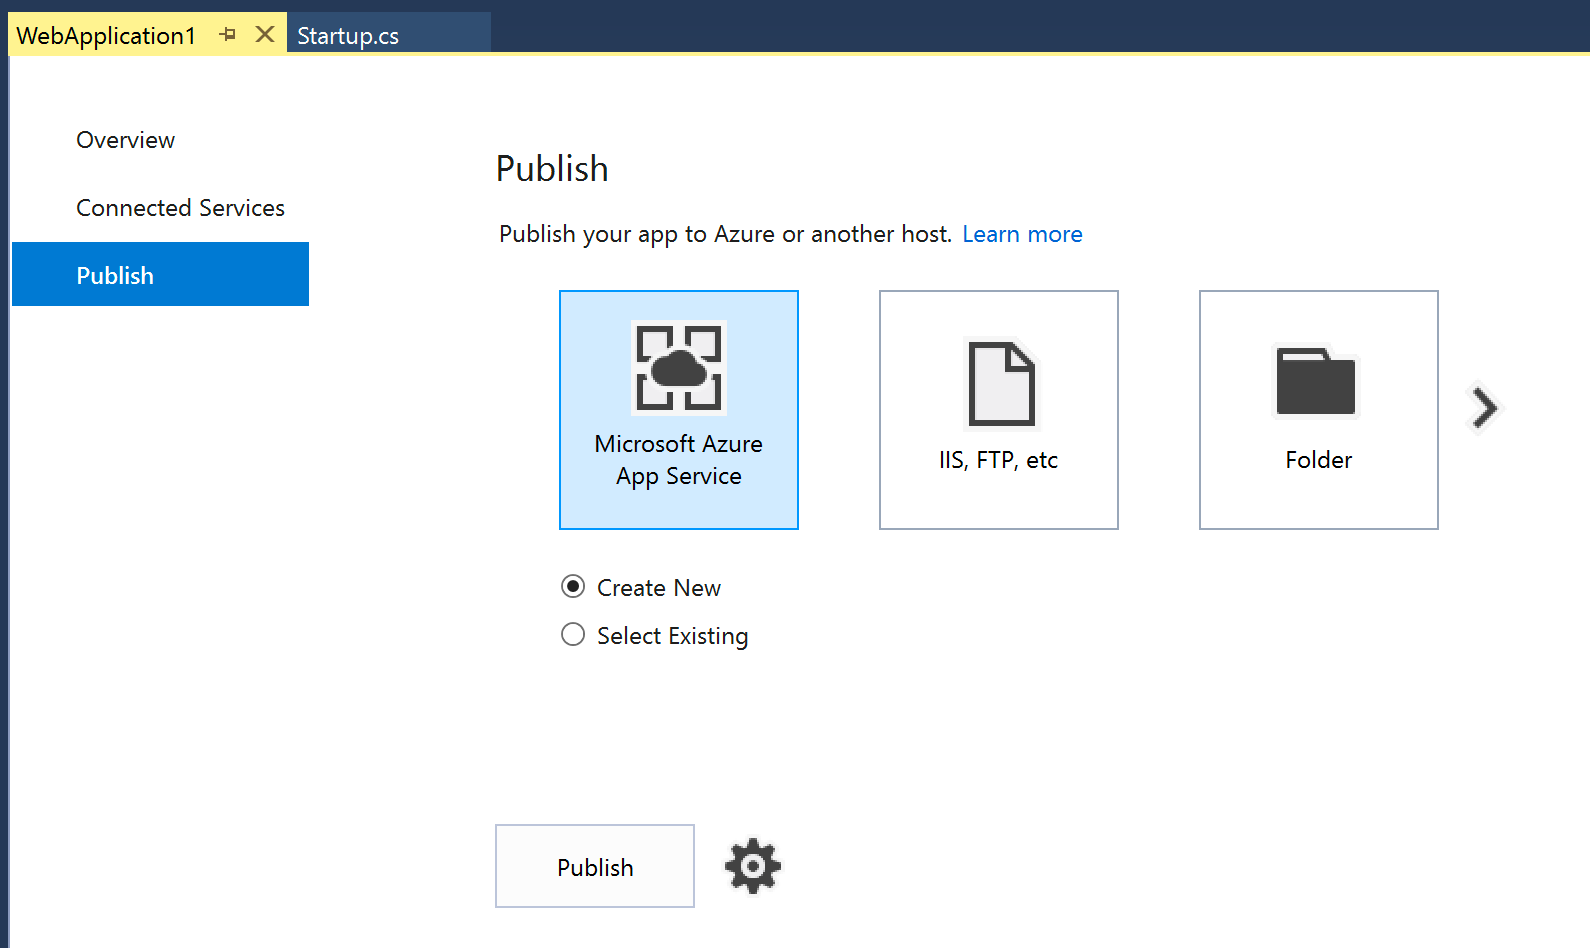 WebApplication1
Startup.cs
Overview
Connected Services
Publish
Publish
Publish your app to Azure or another host. Learn more
Microsoft Azure
App Service
IIS, FTP, etc
Folder
Create New
Select Existing
Publish